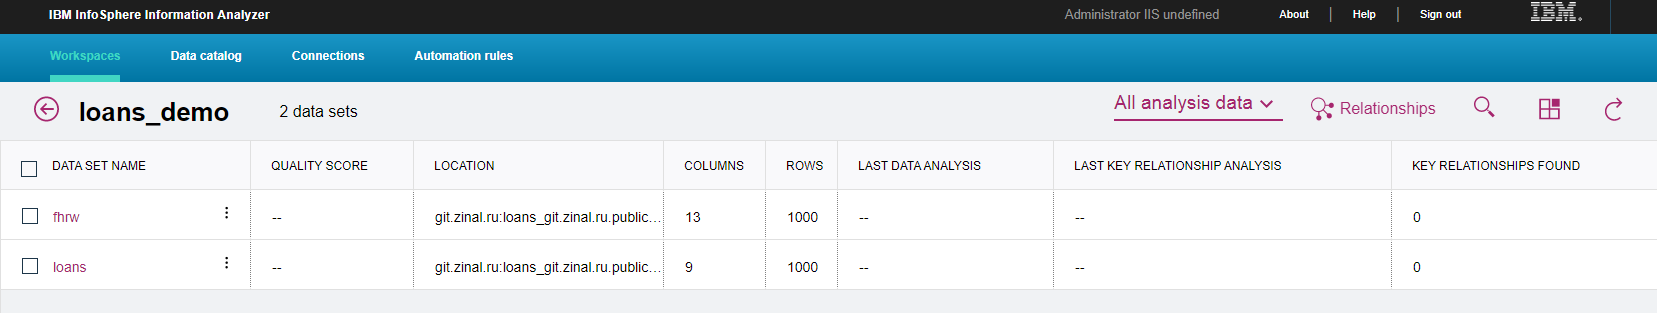 IBM InfoSphere Information Analyzer
Administrator IIS undefined
About
Help
Sign out
IBM.
Workspaces
Data catalog
Connections
Automation rules
loans_demo
2 data sets
All analysis data
Relationships
DATA SET NAME
QUALITY SCORE
LOCATION
COLUMNS
ROWS
LAST DATA ANALYSIS
LAST KEY RELATIONSHIP ANALYSIS
KEY RELATIONSHIPS FOUND
fhrw
--
git.zinal.ru:loans_git.zinal.ru.public...
13
1000
--
--
0
loans
--
git.zinal.ru:loans_git.zinal.ru.public...
9
1000
--
--
0